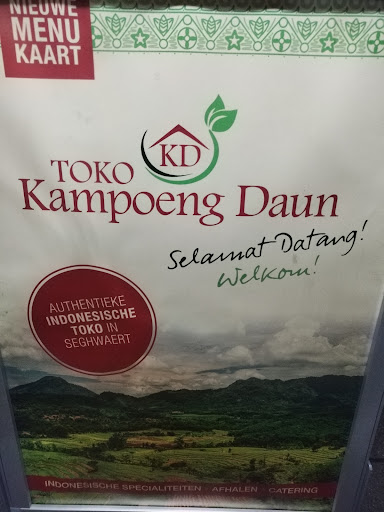 NIEUWE
MENU
KAART
KD
TOKO
Kampoeng Daun
Selamat Datang!
Welkom!
AUTHENTIEKE
INDONESISCHE
TOKO IN
SEGHWAERT
INDONESISCHE SPECIALITEITEN · AFHALEN · CATERING